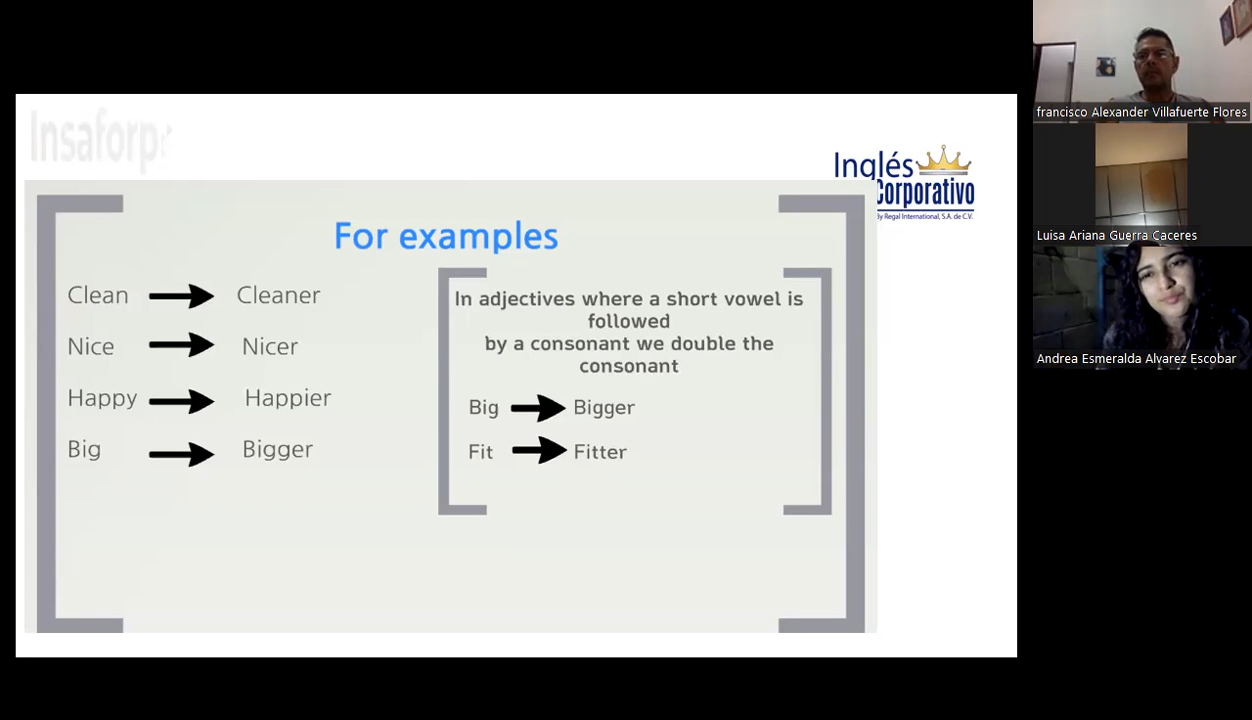 Insaforp
Inglés
Corporativo
By Regal International, S.A. de C.V.
For examples
Clean Cleaner
Nice Nicer
Happy Happier
Big Bigger
In adjectives where a short vowel is
followed
by a consonant we double the
consonant
Big Bigger
Fit Fitter
francisco Alexander Villafuerte Flores
Luisa Ariana Guerra Caceres
Andrea Esmeralda Alvarez Escobar